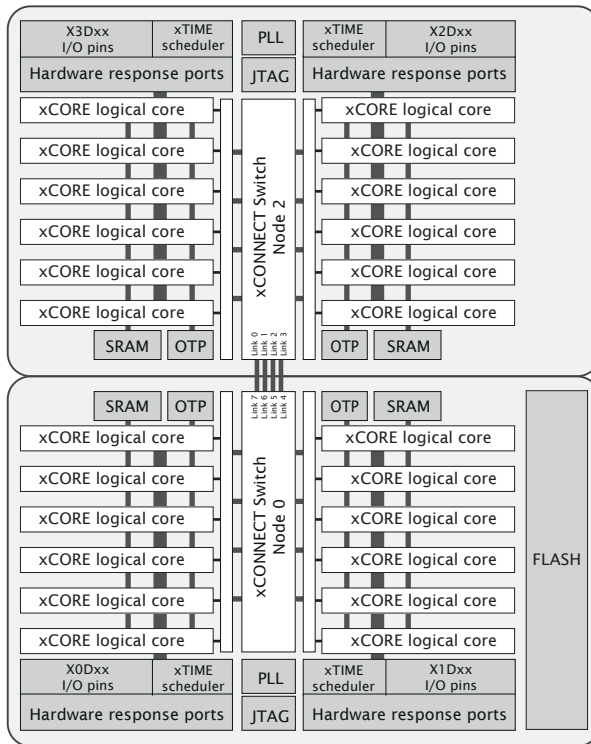 X3Dxx
I/O pins
xTIME
scheduler
PLL
xTIME
scheduler
X2Dxx
I/O pins
Hardware response ports
JTAG
Hardware response ports
xCORE logical core
xCORE logical core
xCORE logical core
xCORE logical core
xCORE logical core
xCORE logical core
SRAM
OTP
xCONNECT Switch
Node 2
Link 0
Link 1
Link 2
Link 3
xCORE logical core
xCORE logical core
xCORE logical core
xCORE logical core
xCORE logical core
xCORE logical core
OTP
SRAM
SRAM
OTP
xCORE logical core
xCORE logical core
xCORE logical core
xCORE logical core
xCORE logical core
xCORE logical core
Link 7
Link 6
Link 5
Link 4
xCONNECT Switch
Node 0
OTP
SRAM
xCORE logical core
xCORE logical core
xCORE logical core
xCORE logical core
xCORE logical core
xCORE logical core
FLASH
X0Dxx
I/O pins
xTIME
scheduler
PLL
xTIME
scheduler
X1Dxx
I/O pins
Hardware response ports
JTAG
Hardware response ports